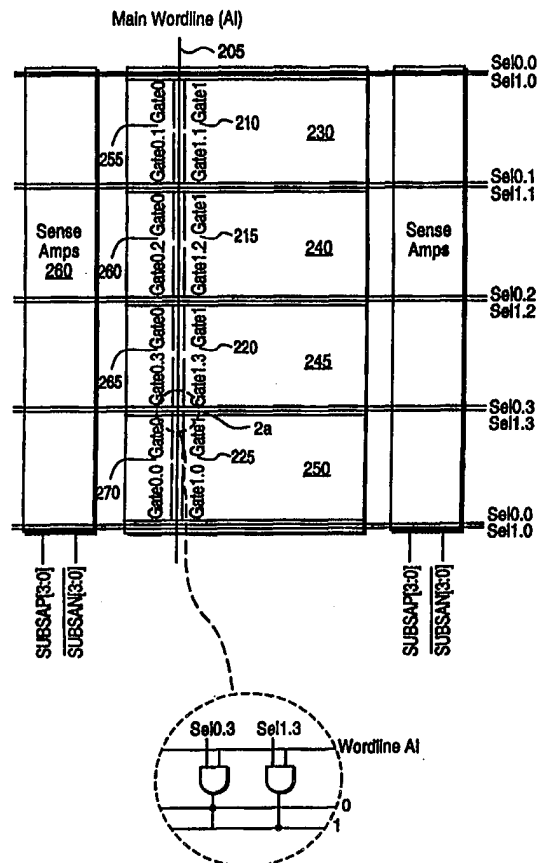 Main Wordline (Al)
205
Sel0.0
Sel1.0
Gate0.1
Gate0
Gate1.1
Gate1
210
230
255
Sel0.1
Sel1.1
Sense
Amps
260
Gate0.2
Gate0
Gate1.2
Gate1
215
240
260
Sense
Amps
Sel0.2
Sel1.2
Gate0.3
Gate0
Slate1.3
Gate1
220
245
265
Sel0.3
Sel1.3
2a
Gate0.0
Gate0
Gate1.0
Gate1
225
250
270
Sel0.0
Sel1.0
SUBSAP[3:0]
SUBSAN[3:0]
SUBSAP[3:0]
SUBSAN[3:0]
Sel0.3
Sel1.3
Wordline Al
0
1